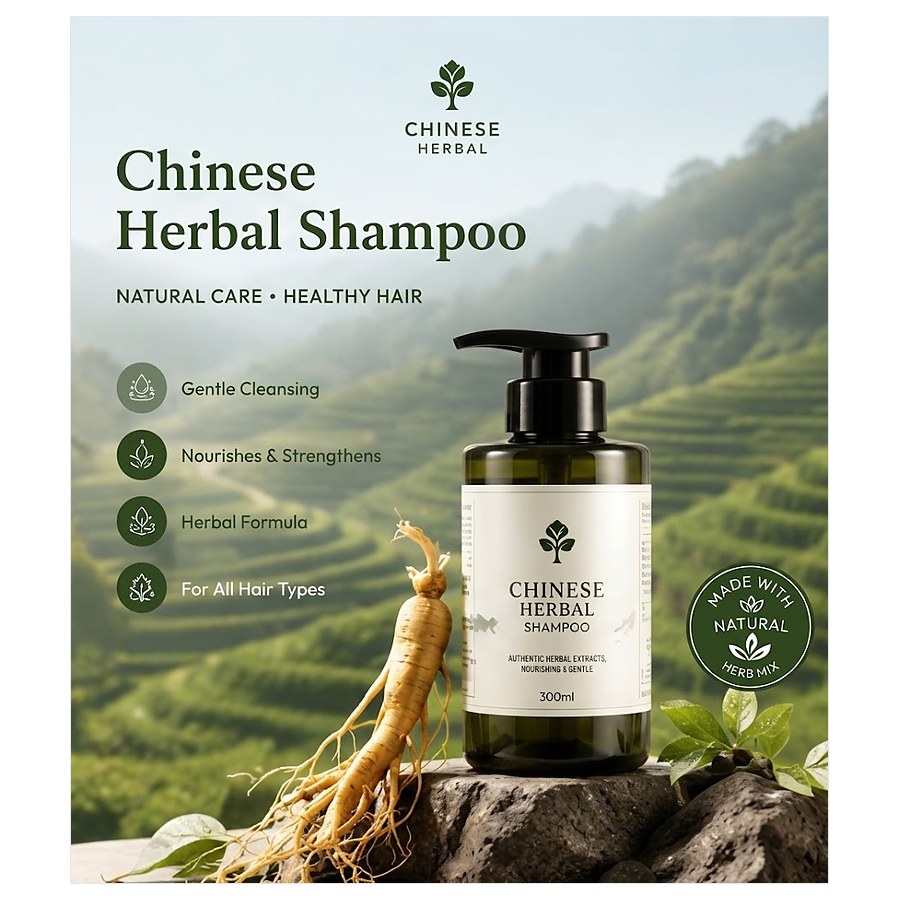 CHINESE
HERBAL
Chinese
Herbal Shampoo
NATURAL CARE • HEALTHY HAIR
Gentle Cleansing
Nourishes & Strengthens
Herbal Formula
For All Hair Types
CHINESE
HERBAL
SHAMPOO
AUTHENTIC HERBAL EXTRACTS,
NOURISHING & GENTLE
300ml
MADE WITH
NATURAL
HERB MIX